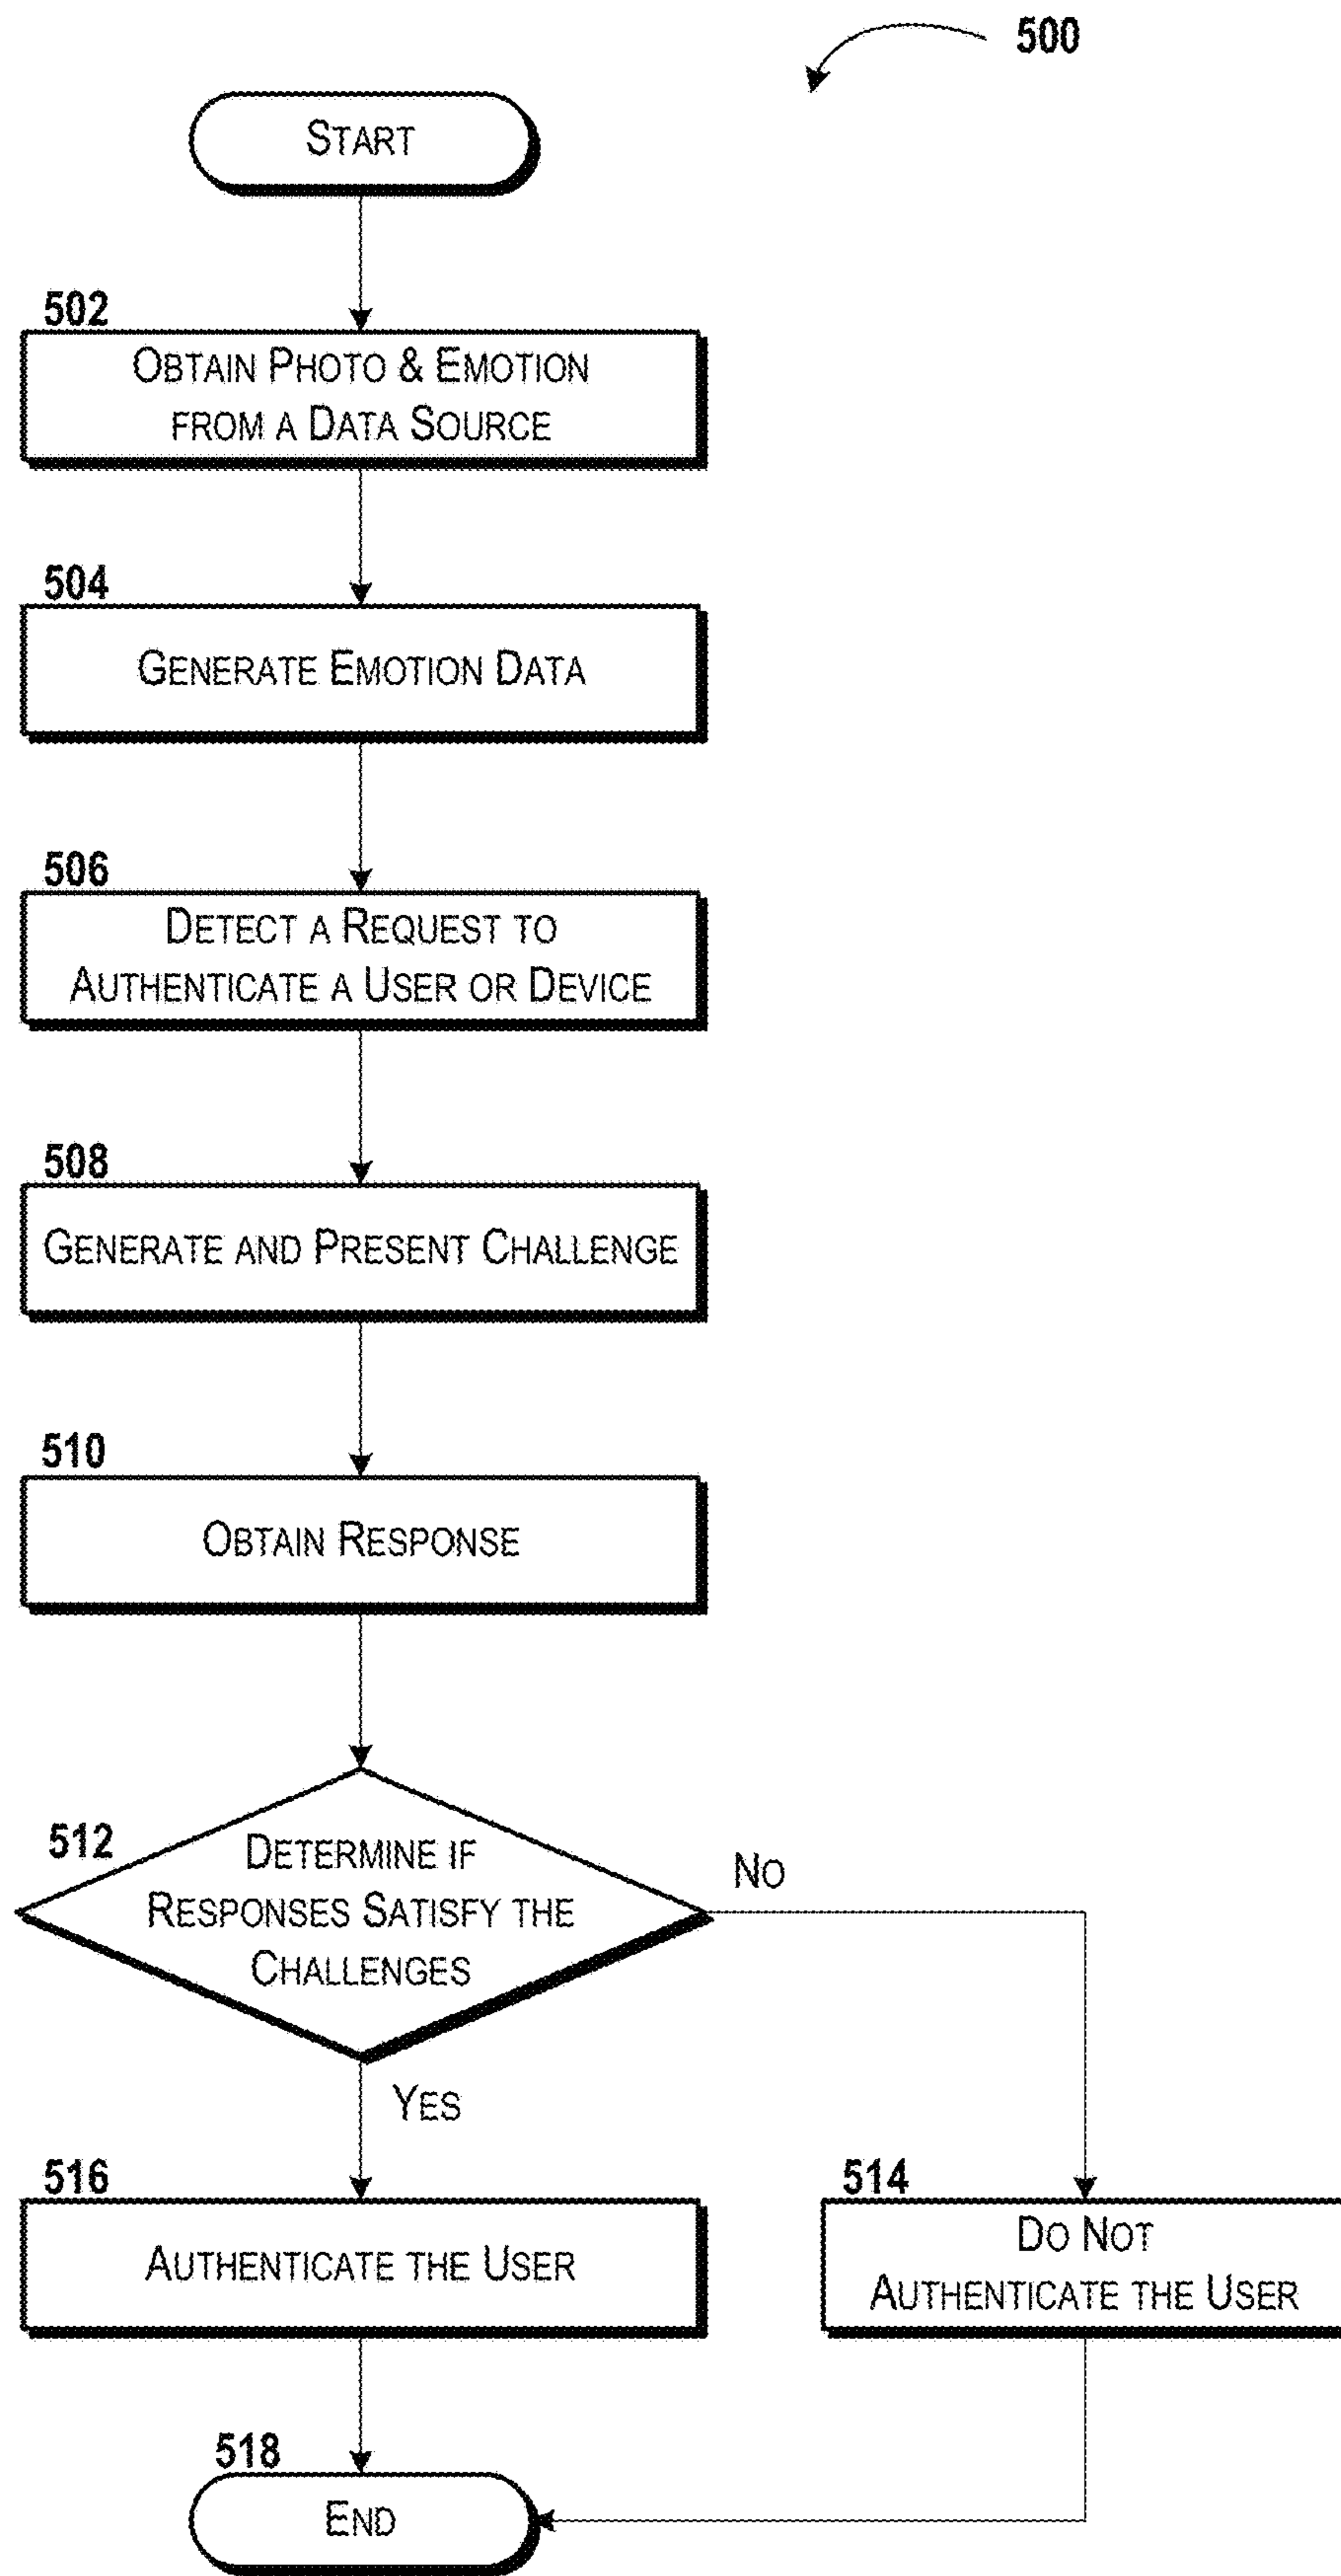 500
START
502
OBTAIN PHOTO & EMOTION
FROM A DATA SOURCE
504
GENERATE EMOTION DATA
506
DETECT A REQUEST TO
AUTHENTICATE A USER OR DEVICE
508
GENERATE AND PRESENT CHALLENGE
510
OBTAIN RESPONSE
512
DETERMINE IF
RESPONSES SATISFY THE
CHALLENGES
NO
YES
516
AUTHENTICATE THE USER
514
DO NOT
AUTHENTICATE THE USER
518
END